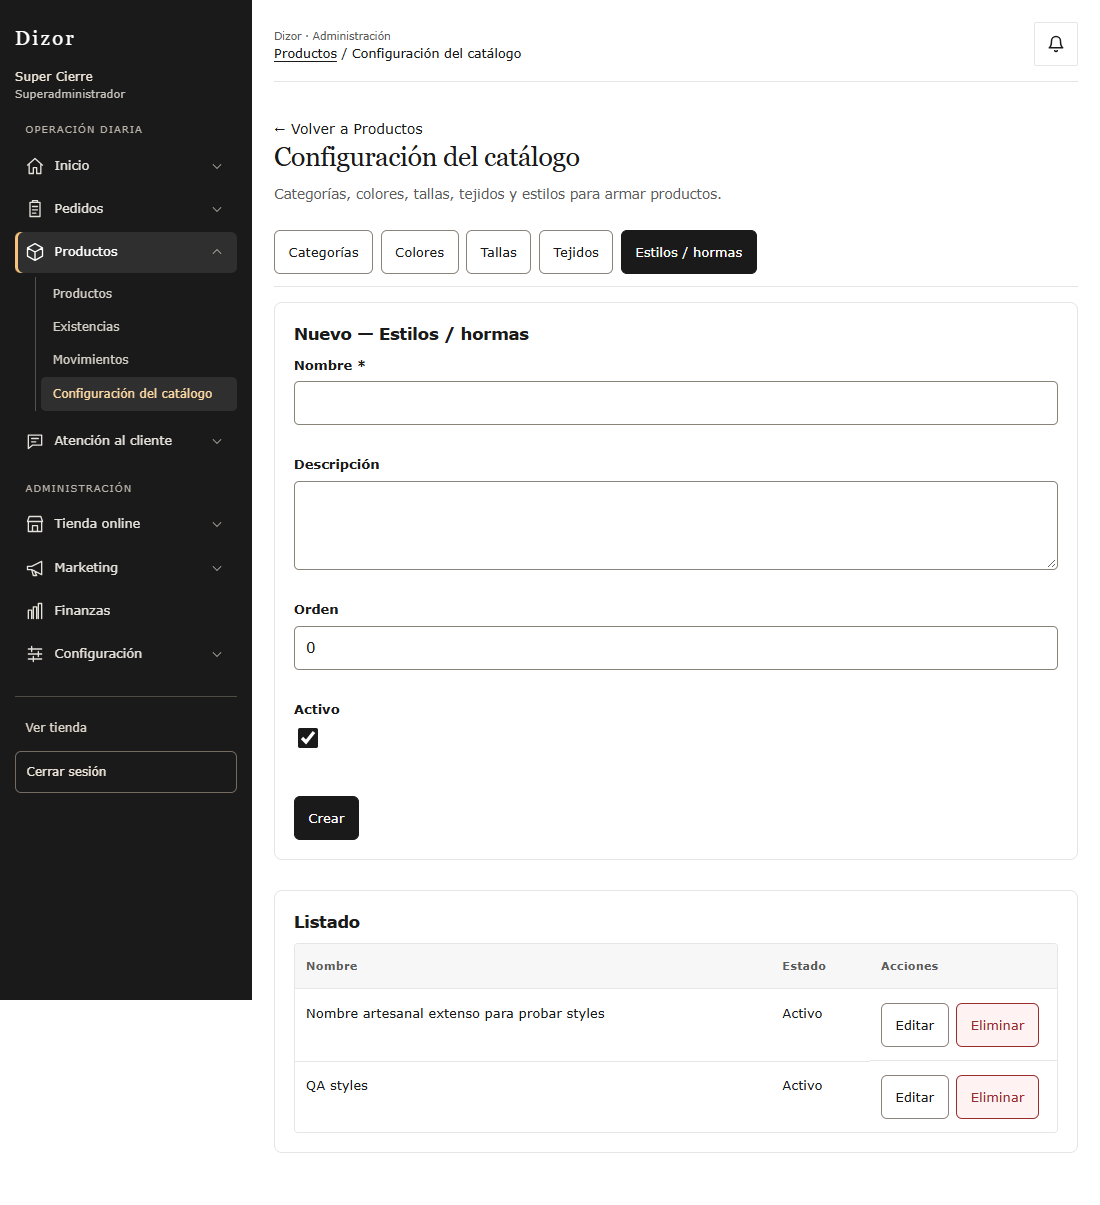 Dizor
Super Cierre
Superadministrador
OPERACIÓN DIARIA
Inicio
Pedidos
Productos
Productos
Existencias
Movimientos
Configuración del catálogo
Atención al cliente
ADMINISTRACIÓN
Tienda online
Marketing
Finanzas
Configuración
Ver tienda
Cerrar sesión
Dizor · Administración
Productos / Configuración del catálogo
← Volver a Productos
Configuración del catálogo
Categorías, colores, tallas, tejidos y estilos para armar productos.
Categorías Colores Tallas Tejidos Estilos / hormas
Nuevo — Estilos / hormas
Nombre *
Descripción
Orden
0
Activo
Crear
Listado
Nombre Estado Acciones
Nombre artesanal extenso para probar styles Activo Editar Eliminar
QA styles Activo Editar Eliminar